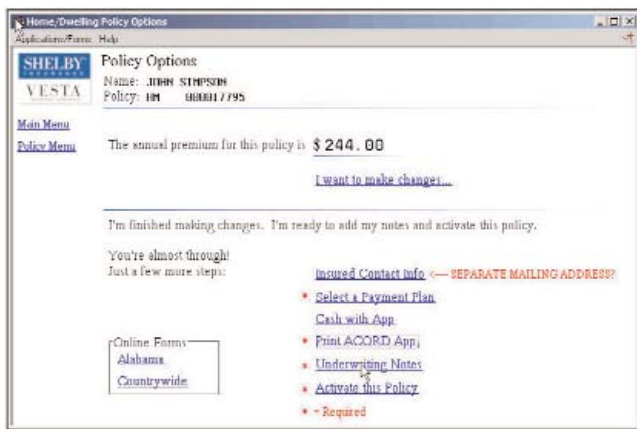 Home/Dwelling Policy Options
Applications/Forms Help
SHELBY
INSURANCE
VESTA
Policy Options
Name: JOHN SIMPSON
Policy: HM 000017795
Main Menu
Policy Menu
The annual premium for this policy is $244.00
I want to make changes...
I'm finished making changes. I'm ready to add my notes and activate this policy.
You're almost through!
Just a few more steps:
Insured Contact Info <— SEPARATE MAILING ADDRESS?
* Select a Payment Plan
Cash with App
* Print ACORD App
* Underwriting Notes
* Activate this Policy
* = Required
Online Forms
Alabama
Countrywide